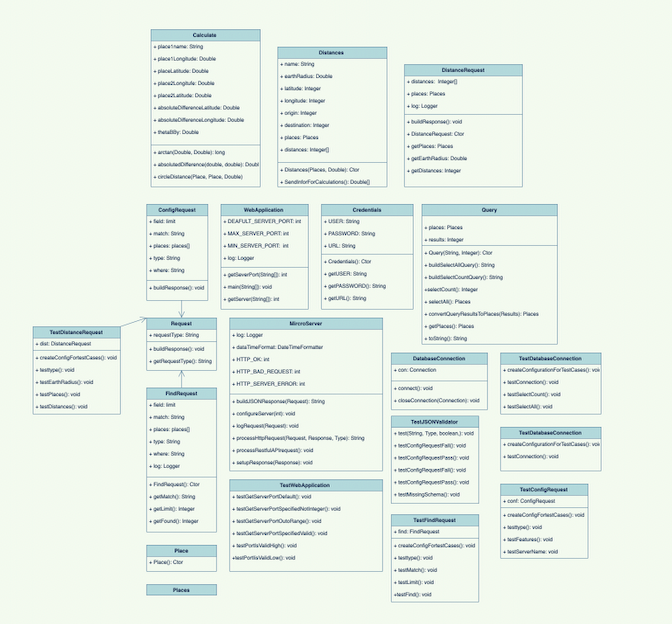 Calculate
+ place1name: String
+ place1Longitude: Double
+ placeLatitude: Double
+ place2Longitufe: Double
+ place2Latitude: Double
+ absoluteDifferenceLatitude: Double
+ absoluteDifferenceLongitude: Double
+ thetaBBy: Double
+ arctan(Double, Double): long
+ absolutedDifference(double, double): Doubl
+ circleDistance(Place, Place, Double)
Distances
+ name: String
+ earthRadius: Double
+ latitude: Integer
+ longitude: Integer
+ origin: Integer
+ destination: Integer
+ places: Places
+ distances: Integer[]
+ Distances(Places, Double): Ctor
+ SendinforForCalculations(): Double[]
DistanceRequest
+ distances: Integer[]
+ places: Places
+ log: Logger
+ buildResponse(): void
+ DistanceRequest: Ctor
+ getPlaces: Places
+ getEarthRadius: Double
+ getDistances: Integer
ConfigRequest
+ field: limit
+ match: String
+ places: places[]
+ type: String
+ where: String
+ buildResponse(): void
WebApplication
+ DEAFULT_SERVER_PORT: int
+ MAX_SERVER_PORT: int
+ MIN_SERVER_PORT: int
+ log: Logger
+ getSeverPort(String[]): int
+ main(String[]): void
+ getServer(String[]): int
Credentials
+ USER: String
+ PASSWORD: String
+ URL: String
+ Credentials(): Ctor
+ getUSER: String
+ getPASSWORD(): String
+ getURL(): String
Query
+ places: Places
+ results: Integer
+ Query(String, Integer): Ctor
+ buildSelectAllQuery(): String
+ buildSelectCountQuery(): String
+selectCount(): Integer
+ selectAll(): Places
+ convertQueryResultsToPlaces(Results): Places
+ getPlaces(): Places
+ toString(): String
TestDistanceRequest
+ dist: DistanceRequest
+ createConfigFortestCases(): void
+ testype(): void
+ testEarthRadius(): void
+ testPlaces(): void
+ testDistances(): void
Request
+ requestType: String
+ buildResponse(): void
+ getRequestType(): String
MircroServer
+ log: Logger
+ dataTimeFormat: DateTimeFormatter
+ HTTP_OK: int
+ HTTP_BAD_REQUEST: int
+ HTTP_SERVER_ERROR: int
+ builJSONResponse(Request): String
+ configureServer(int): void
+ logRequest(Request): void
+ processHttpRequest(Request, Response, Type): String
+ processRestulAPIrequest(): void
+ setupResponse(Response): void
DatabaseConnection
+ con: Connection
+ connect(): void
+ closeConnection(Connection): void
TestDatabaseConnection
+ createConfigurationForTestCases(): voic
+ testConnection(): void
+ testSelectCount(): void
+ testSelectAll(): void
FindRequest
+ field: limit
+ match: String
+ places: places[]
+ type: String
+ where: String
+ log: Logger
+ FindRequest(): Ctor
+ getMatch(): String
+ getLimit(): Integer
+ getFound(): Integer
TestJSONValidator
+ test(String, Type, boolean,): void
+ testConfigRequestFail(): void
+ testConfigRequestPass(): void
+ testConfigRequestFail(): void
+ testConfigRequestPass(): void
+ testMissingSchema(): void
TestDatabaseConnection
+ createConfigurationForTestCases(): voic
+ testConnection(): void
TestWebApplication
+ testGetServerPortDefault(): void
+ testGetServerPortSpecifiedNotInteger(): void
+ testGetServerPortOutoRange(): void
+ testGetServerPortSpecifiedValid(): void
+ testPortIsValidHigh(): void
+testPortIsValidLow(): void
TestConfigRequest
+ conf: ConfigRequest
+ createConfigFortestCases(): void
+ testtype(): void
+ testFeatures(): void
+ testServerName: void
TestFindRequest
+ find: FindRequest
+ createConfigFortestCases(): void
+ testtype(): void
+ testMatch(): void
+ testLimit(): void
+testFind(): void
Place
+ Place(): Ctor
Places